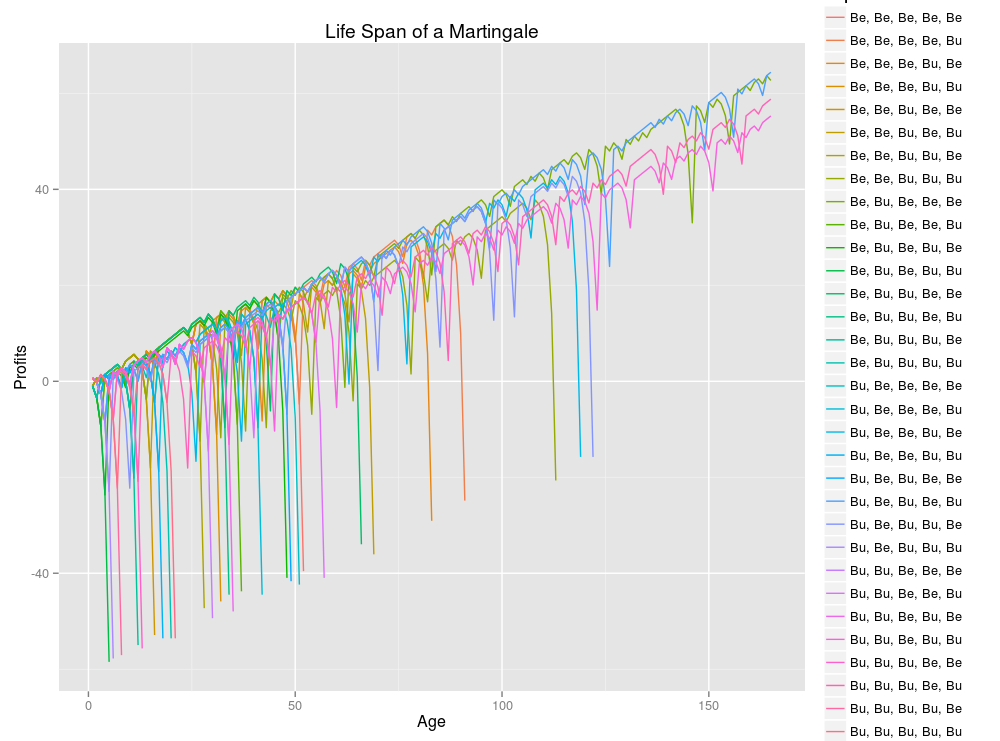 Life Span of a Martingale
Profits
40
0
-40
0
50
100
150
Age
Be, Be, Be, Be, Be
Be, Be, Be, Be, Bu
Be, Be, Be, Bu, Be
Be, Be, Be, Bu, Bu
Be, Be, Bu, Be, Be
Be, Be, Bu, Be, Bu
Be, Be, Bu, Bu, Be
Be, Be, Bu, Bu, Bu
Be, Bu, Be, Be, Be
Be, Bu, Be, Be, Bu
Be, Bu, Be, Bu, Be
Be, Bu, Be, Bu, Bu
Be, Bu, Bu, Be, Be
Be, Bu, Bu, Be, Bu
Be, Bu, Bu, Bu, Be
Be, Bu, Bu, Bu, Bu
Bu, Be, Be, Be, Be
Bu, Be, Be, Be, Bu
Bu, Be, Be, Bu, Be
Bu, Be, Be, Bu, Bu
Bu, Be, Bu, Be, Be
Bu, Be, Bu, Be, Bu
Bu, Be, Bu, Bu, Be
Bu, Be, Bu, Bu, Bu
Bu, Bu, Be, Be, Be
Bu, Bu, Be, Be, Bu
Bu, Bu, Be, Bu, Be
Bu, Bu, Be, Bu, Bu
Bu, Bu, Bu, Be, Be
Bu, Bu, Bu, Be, Bu
Bu, Bu, Bu, Bu, Be
Bu, Bu, Bu, Bu, Bu